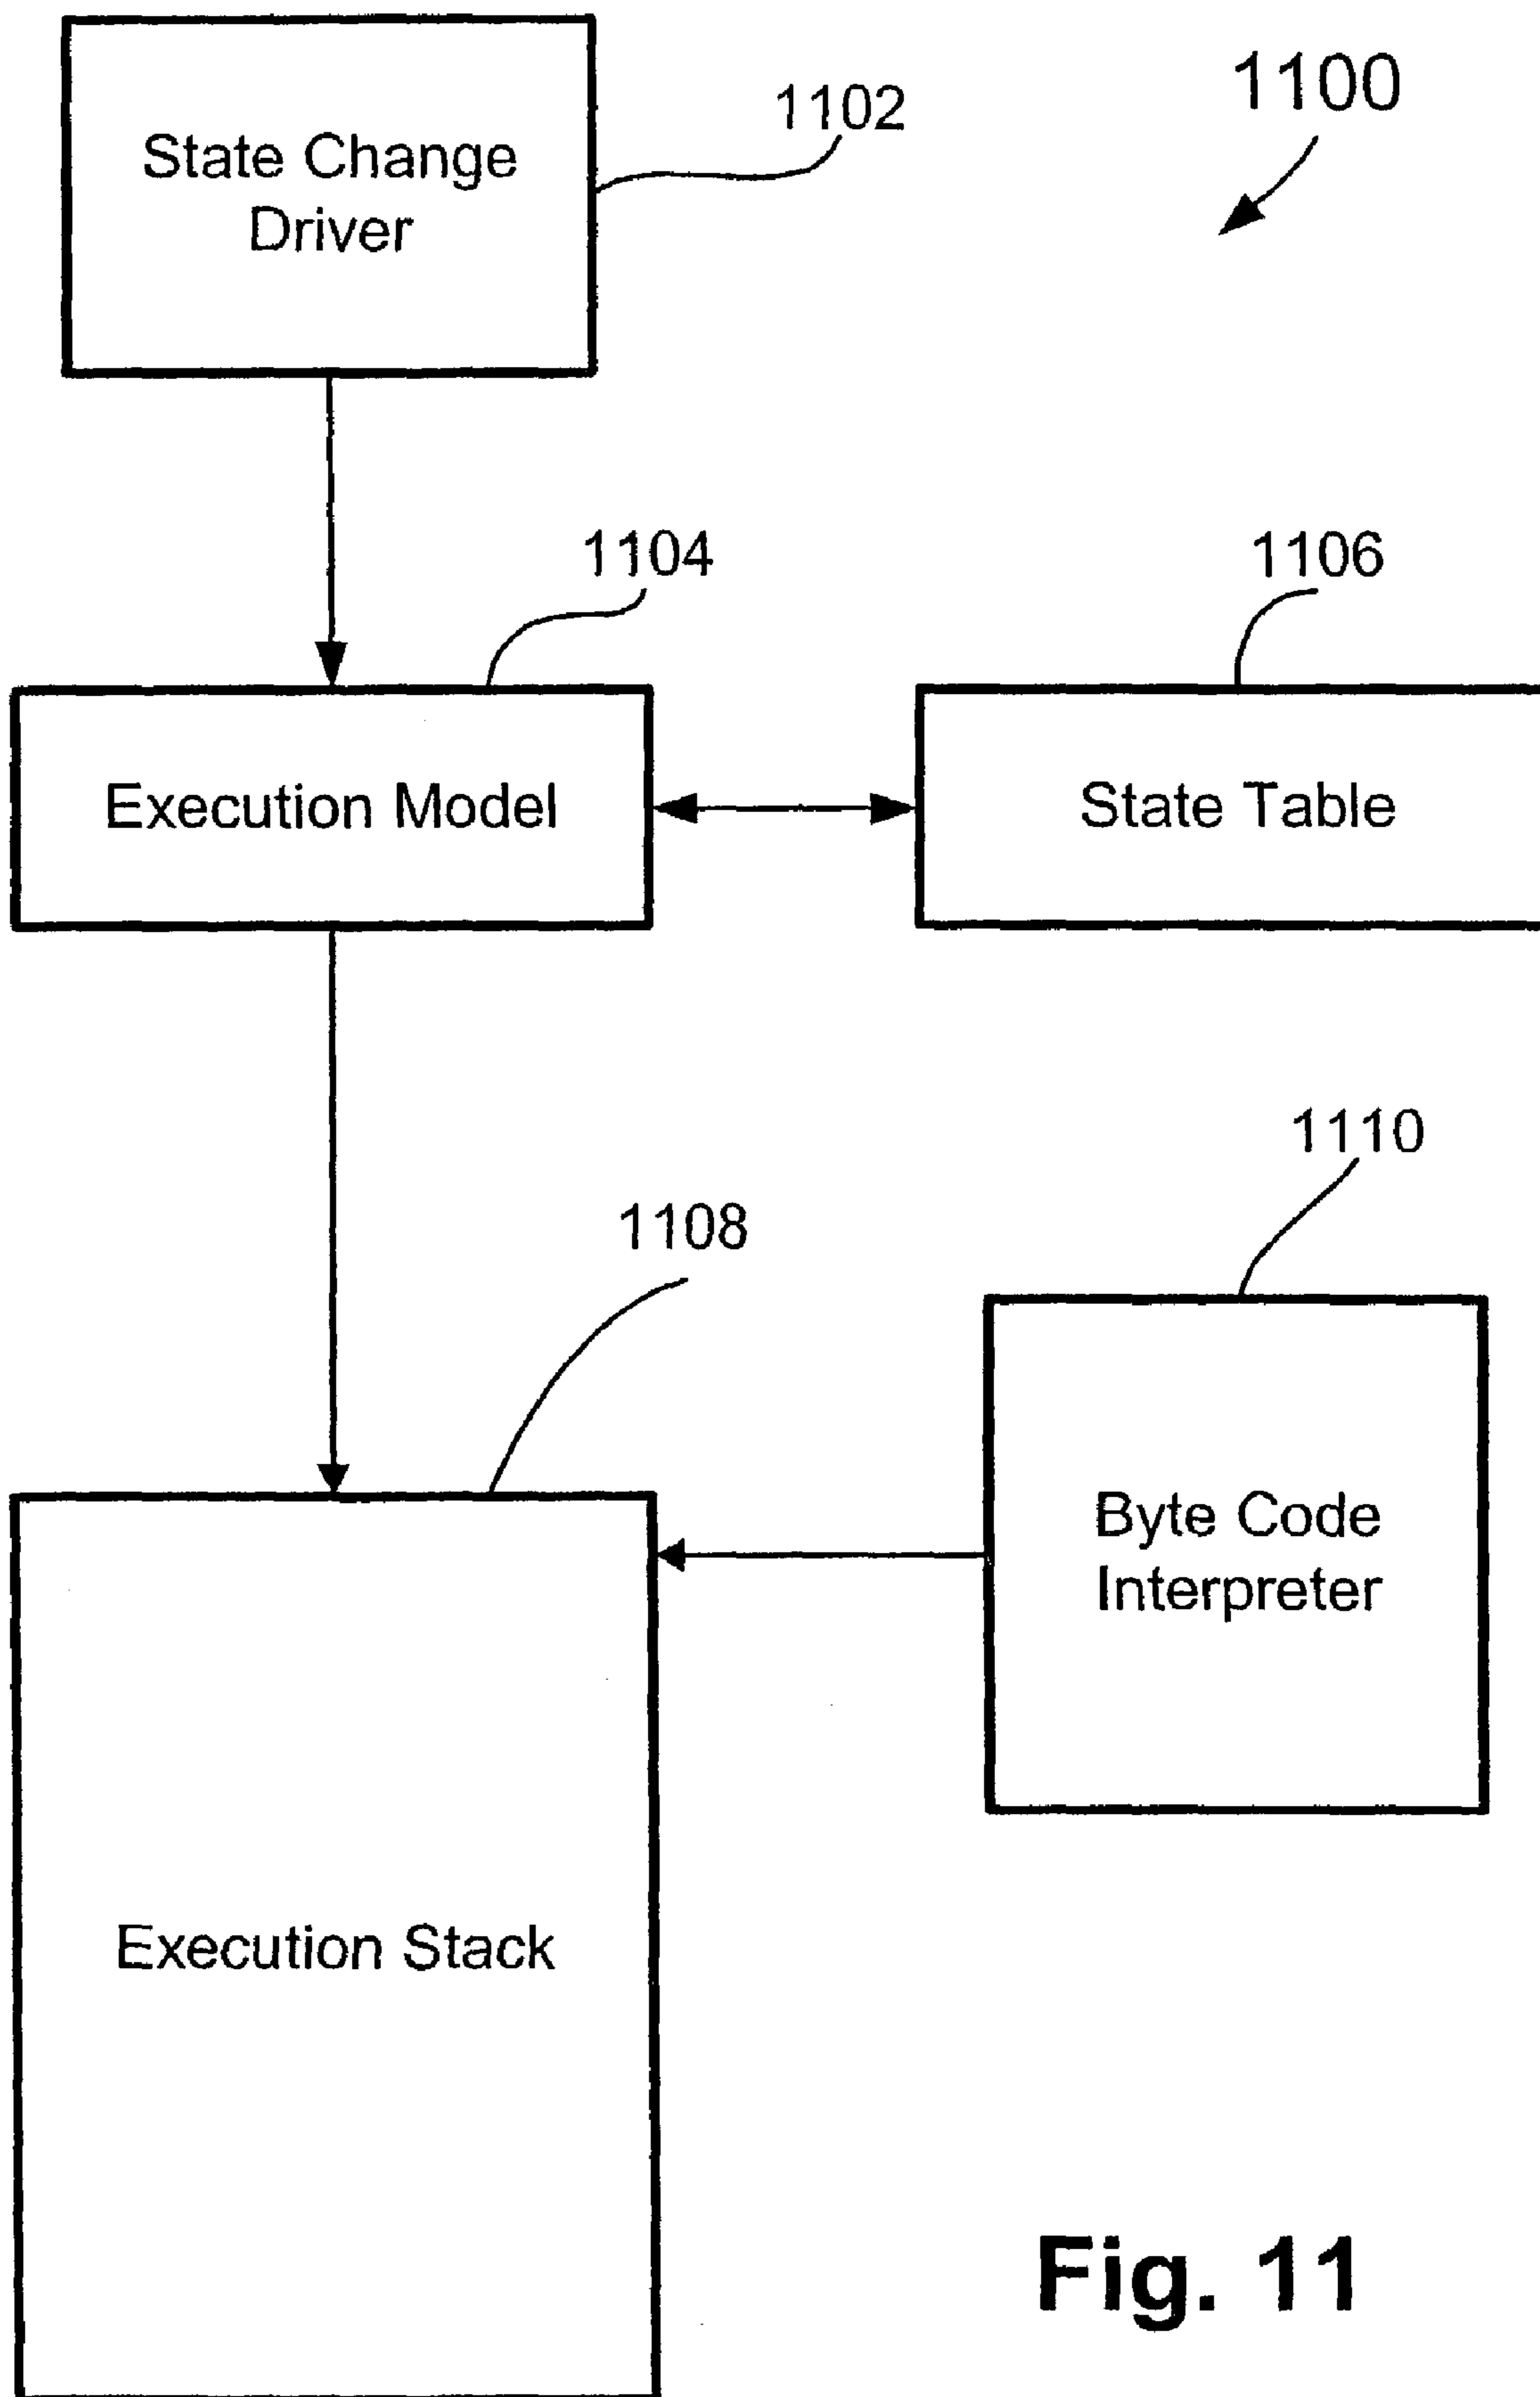 1100
1102
State Change
Driver
1104
1106
Execution Model
State Table
1110
1108
Byte Code
Interpreter
Execution Stack
Fig. 11